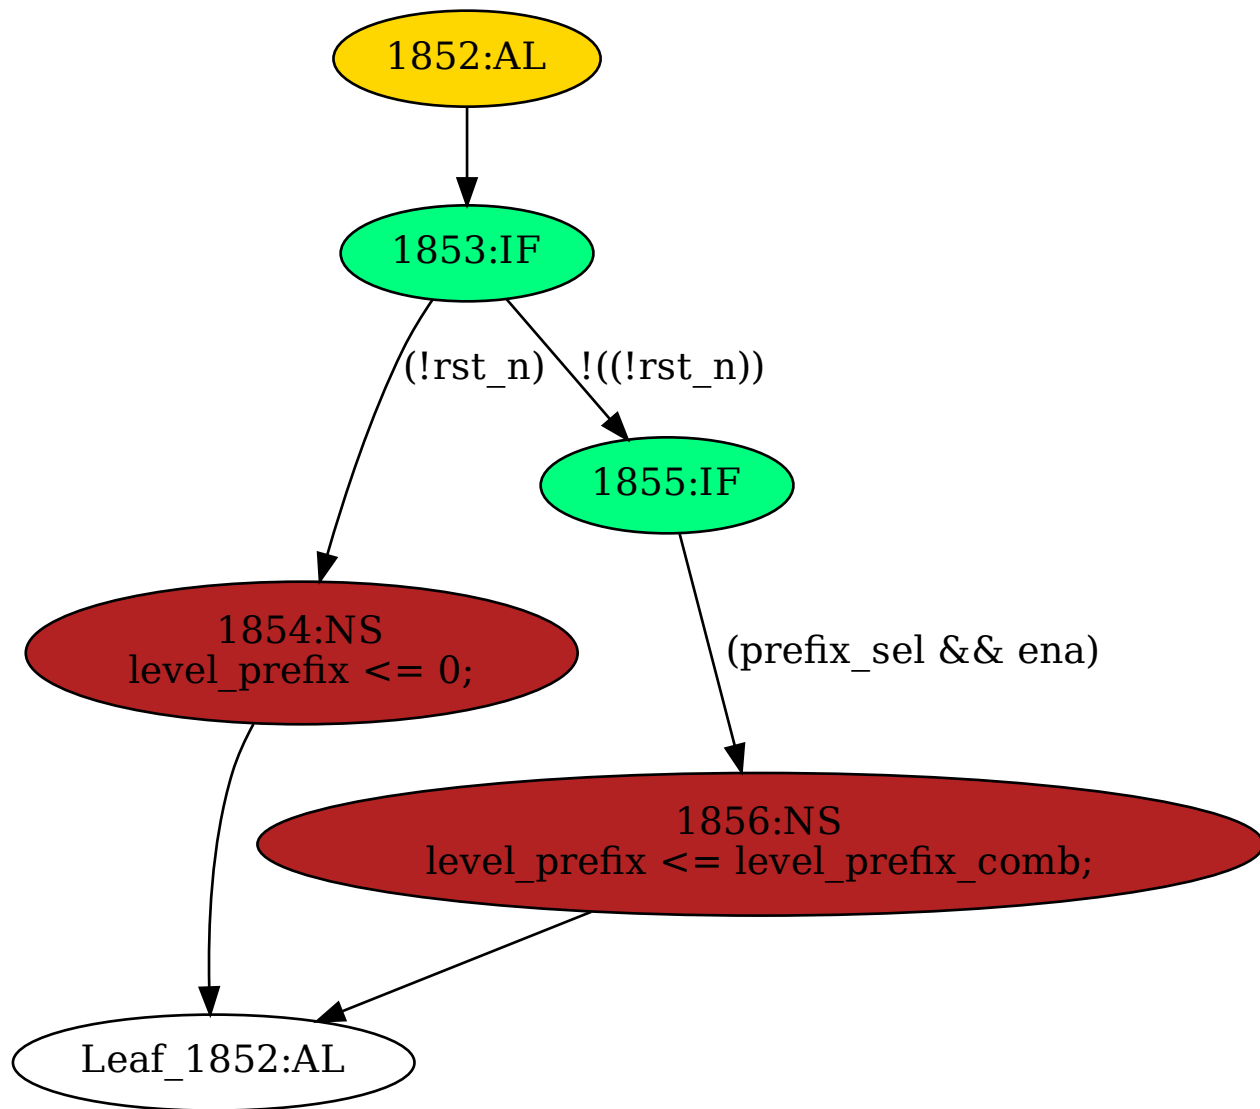 1852:AL
1853:IF
(!rst_n)
!((!rst_n))
1855:IF
1854:NS
level_prefix <= 0;
(prefix_sel && ena)
1856:NS
level_prefix <= level_prefix_comb;
Leaf_1852:AL